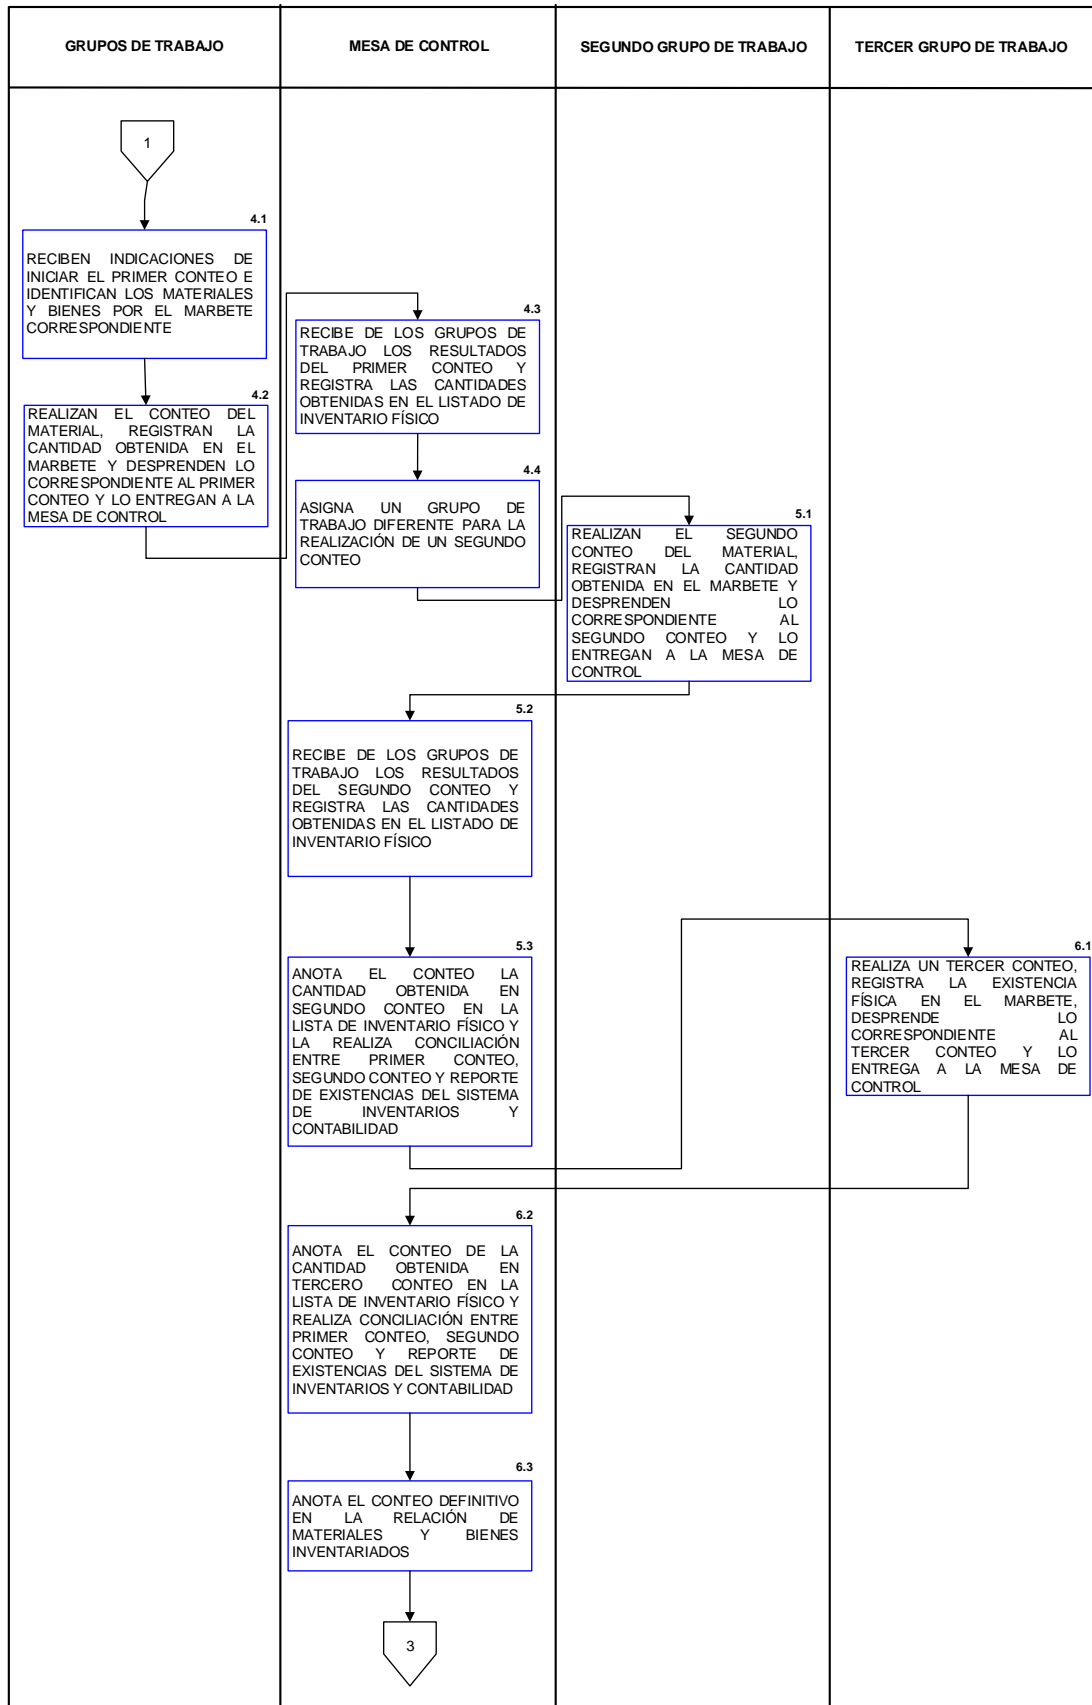 GRUPOS DE TRABAJO
MESA DE CONTROL
SEGUNDO GRUPO DE TRABAJO
TERCER GRUPO DE TRABAJO
1
4.1
RECIBEN INDICACIONES DE
INICIAR EL PRIMER CONTEO E
IDENTIFICAN LOS MATERIALES
Y BIENES POR EL MARBETE
CORRESPONDIENTE
4.2
REALIZAN EL CONTEO DEL
MATERIAL, REGISTRAN LA
CANTIDAD OBTENIDA EN EL
MARBETE Y DESPRENDEN LO
CORRESPONDIENTE AL PRIMER
CONTEO Y LO ENTREGAN A LA
MESA DE CONTROL
4.3
RECIBE DE LOS GRUPOS DE
TRABAJO LOS RESULTADOS
DEL PRIMER CONTEO Y
REGISTRA LAS CANTIDADES
OBTENIDAS EN EL LISTADO DE
INVENTARIO FÍSICO
4.4
ASIGNA UN GRUPO DE
TRABAJO DIFERENTE PARA LA
REALIZACIÓN DE UN SEGUNDO
CONTEO
5.1
REALIZAN EL SEGUNDO
CONTEO DEL MATERIAL,
REGISTRAN LA CANTIDAD
OBTENIDA EN EL MARBETE Y
DESPRENDEN LO
CORRESPONDIENTE AL
SEGUNDO CONTEO Y LO
ENTREGAN A LA MESA DE
CONTROL
5.2
RECIBE DE LOS GRUPOS DE
TRABAJO LOS RESULTADOS
DEL SEGUNDO CONTEO Y
REGISTRA LAS CANTIDADES
OBTENIDAS EN EL LISTADO DE
INVENTARIO FÍSICO
5.3
ANOTA EL CONTEO LA
CANTIDAD OBTENIDA EN
SEGUNDO CONTEO EN LA
LISTA DE INVENTARIO FÍSICO Y
LA REALIZA CONCILIACIÓN
ENTRE PRIMER CONTEO,
SEGUNDO CONTEO Y REPORTE
DE EXISTENCIAS DEL SISTEMA
DE INVENTARIOS Y
CONTABILIDAD
6.1
REALIZA UN TERCER CONTEO,
REGISTRA LA EXISTENCIA
FÍSICA EN EL MARBETE,
DESPRENDE LO
CORRESPONDIENTE AL
TERCER CONTEO Y LO
ENTREGA A LA MESA DE
CONTROL
6.2
ANOTA EL CONTEO DE LA
CANTIDAD OBTENIDA EN
TERCERO CONTEO EN LA
LISTA DE INVENTARIO FÍSICO Y
REALIZA CONCILIACIÓN ENTRE
PRIMER CONTEO, SEGUNDO
CONTEO Y REPORTE DE
EXISTENCIAS DEL SISTEMA DE
INVENTARIOS Y CONTABILIDAD
6.3
ANOTA EL CONTEO DEFINITIVO
EN LA RELACIÓN DE
MATERIALES Y BIENES
INVENTARIADOS
3